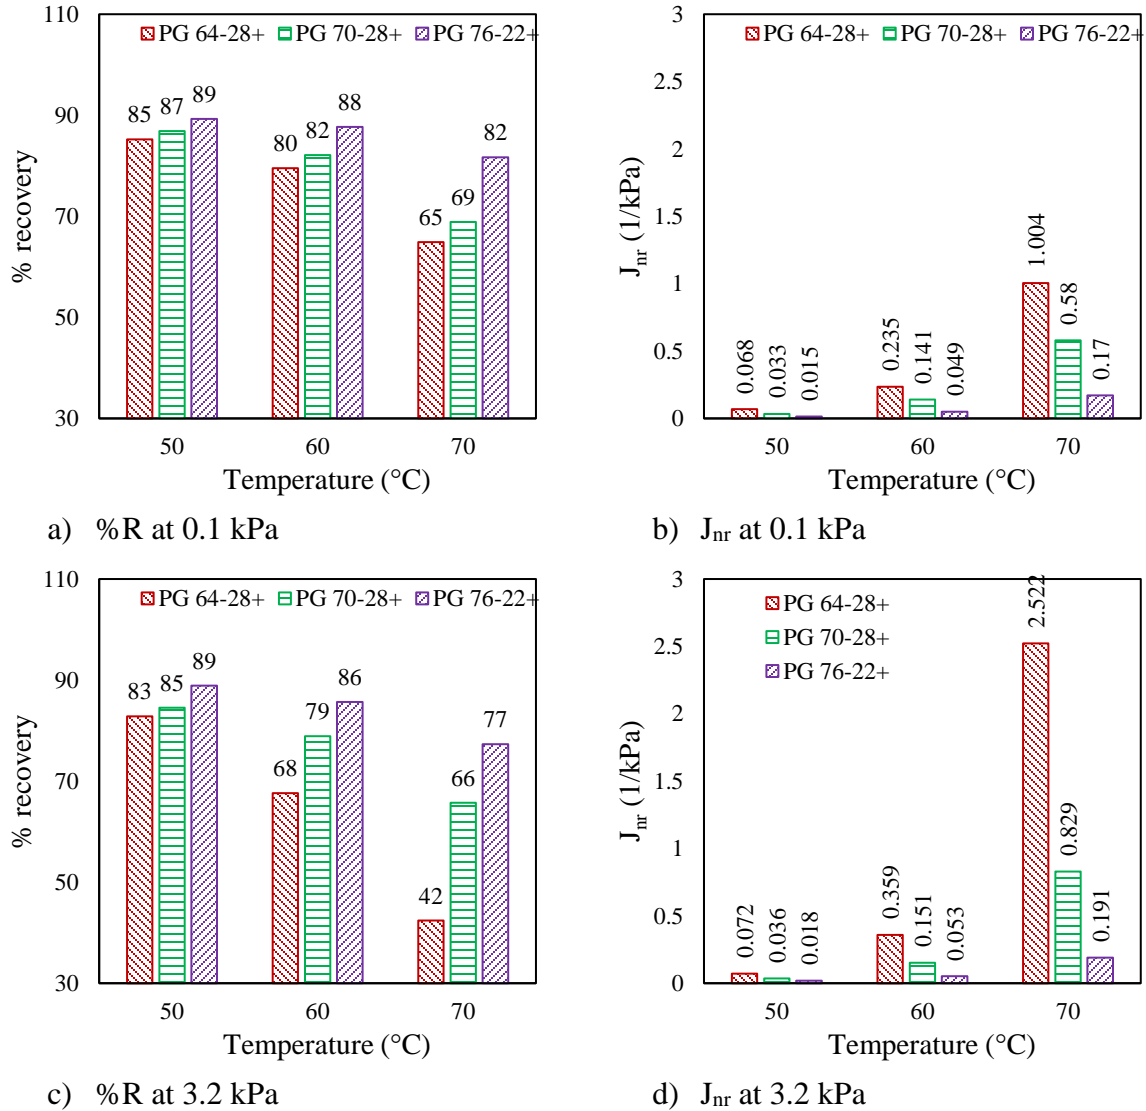 PG 64-28+ PG 70-28+ PG 76-22+
110
90
70
50
30
% recovery
85 87 89
80 82 88
65 69 82
50 60 70
Temperature (°C)
a) %R at 0.1 kPa
PG 64-28+ PG 70-28+ PG 76-22+
3
2.5
2
1.5
1
0.5
0
Jnr (1/kPa)
0.068 0.033 0.015
0.235 0.141 0.049
1.004 0.58 0.17
50 60 70
Temperature (°C)
b) Jnr at 0.1 kPa
PG 64-28+ PG 70-28+ PG 76-22+
110
90
70
50
30
% recovery
83 85 89
68 79 86
42 66 77
50 60 70
Temperature (°C)
c) %R at 3.2 kPa
PG 64-28+
PG 70-28+
PG 76-22+
3
2.5
2
1.5
1
0.5
0
Jnr (1/kPa)
0.072 0.036 0.018
0.359 0.151 0.053
2.522 0.829 0.191
50 60 70
Temperature (°C)
d) Jnr at 3.2 kPa